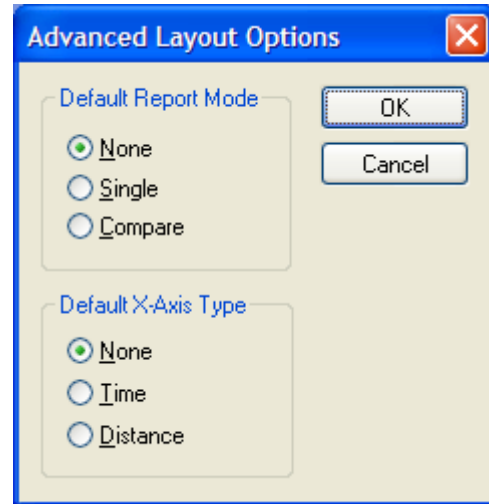 Advanced Layout Options
Default Report Mode
None
Single
Compare
OK
Cancel
Default X-Axis Type
None
Time
Distance